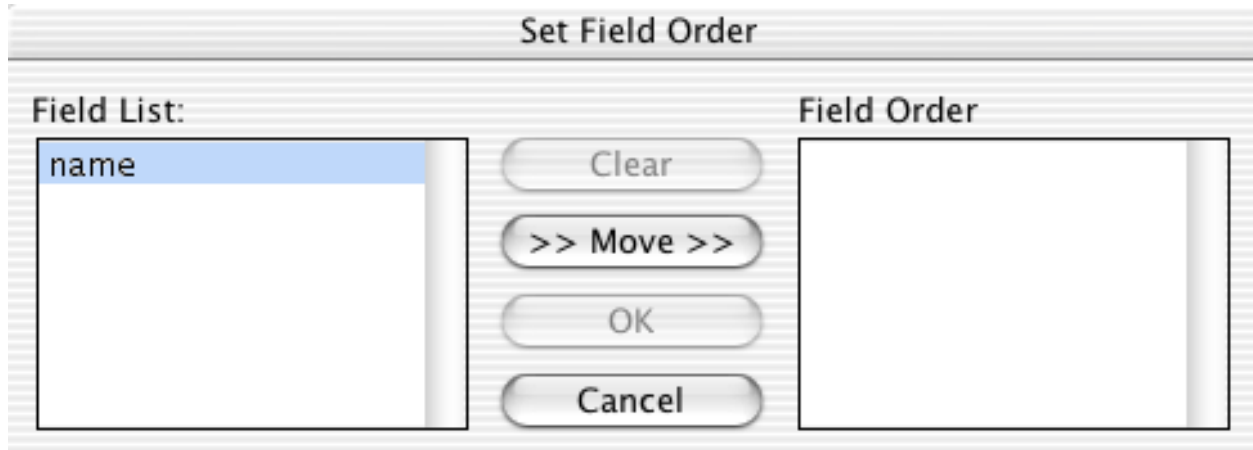 Set Field Order
Field List:
name
Clear
>> Move >>
OK
Cancel
Field Order